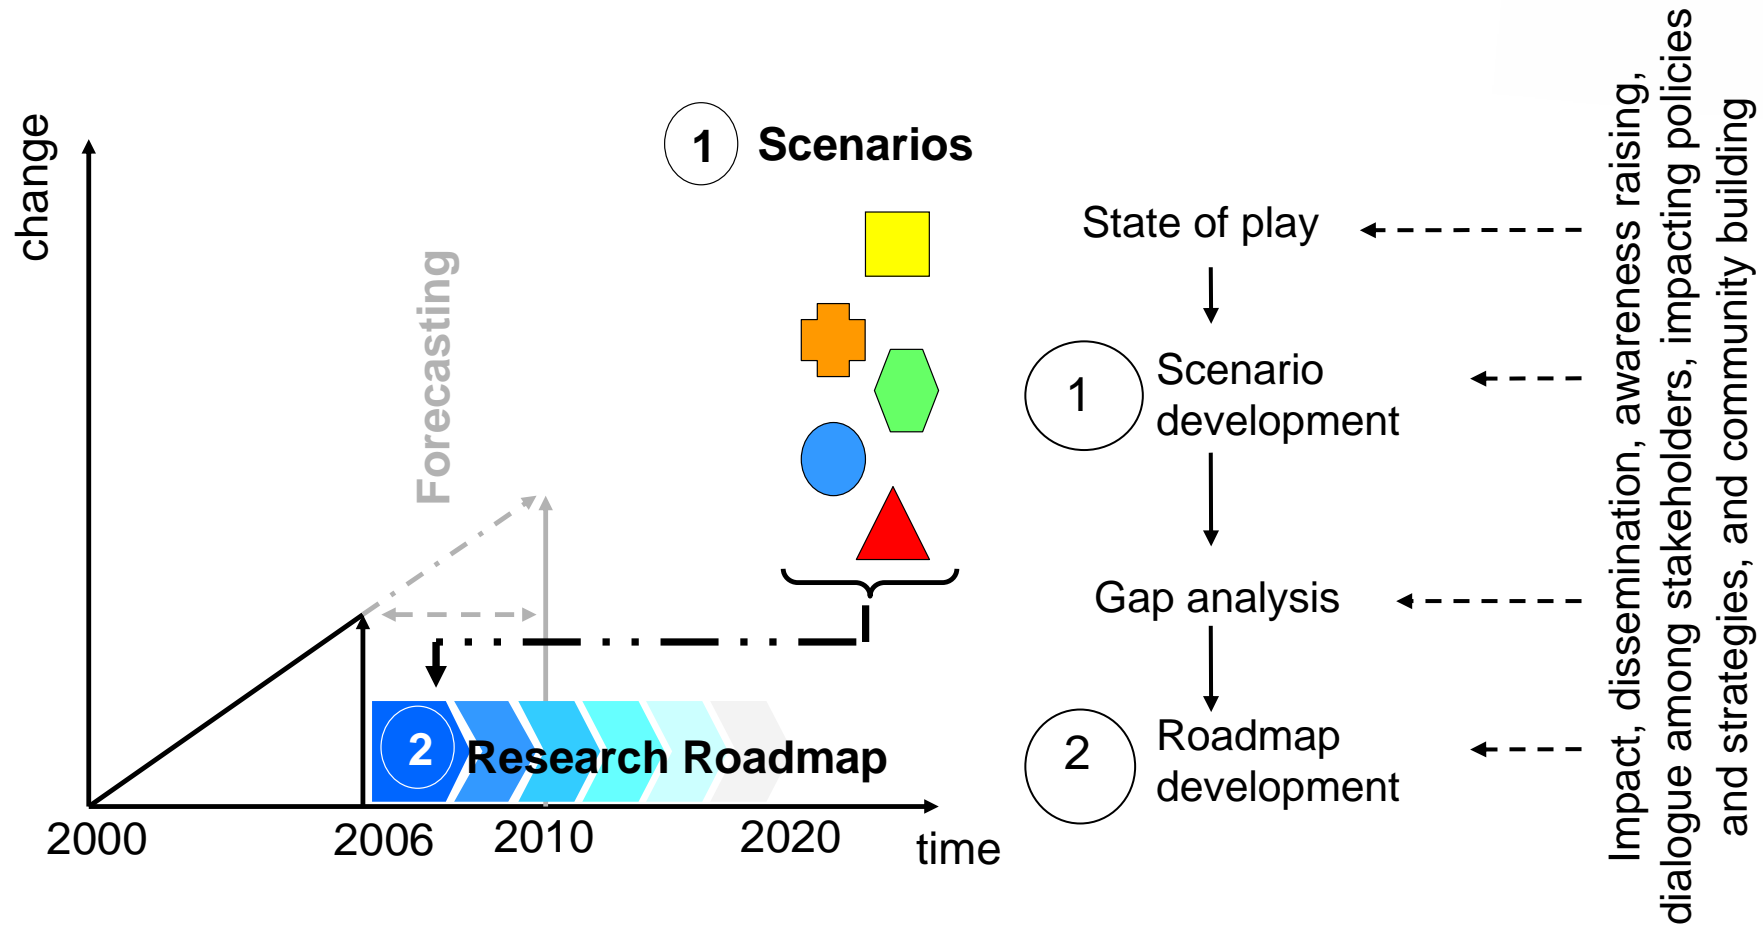 change
1 Scenarios
Forecasting
2 Research Roadmap
2000
2006
2010
2020
time
State of play
1
Scenario
development
Gap analysis
2
Roadmap
development
Impact, dissemination, awareness raising,
dialogue among stakeholders, impacting policies
and strategies, and community building